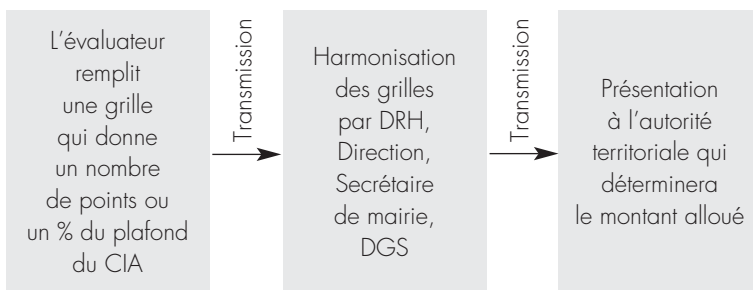 L’évaluateur
remplit
une grille
qui donne
un nombre
de points ou
un % du plafond
du CIA
Transmission
Harmonisation
des grilles
par DRH,
Direction,
Secrétaire
de mairie,
DGS
Transmission
Présentation
à l’autorité
territoriale qui
déterminera
le montant alloué